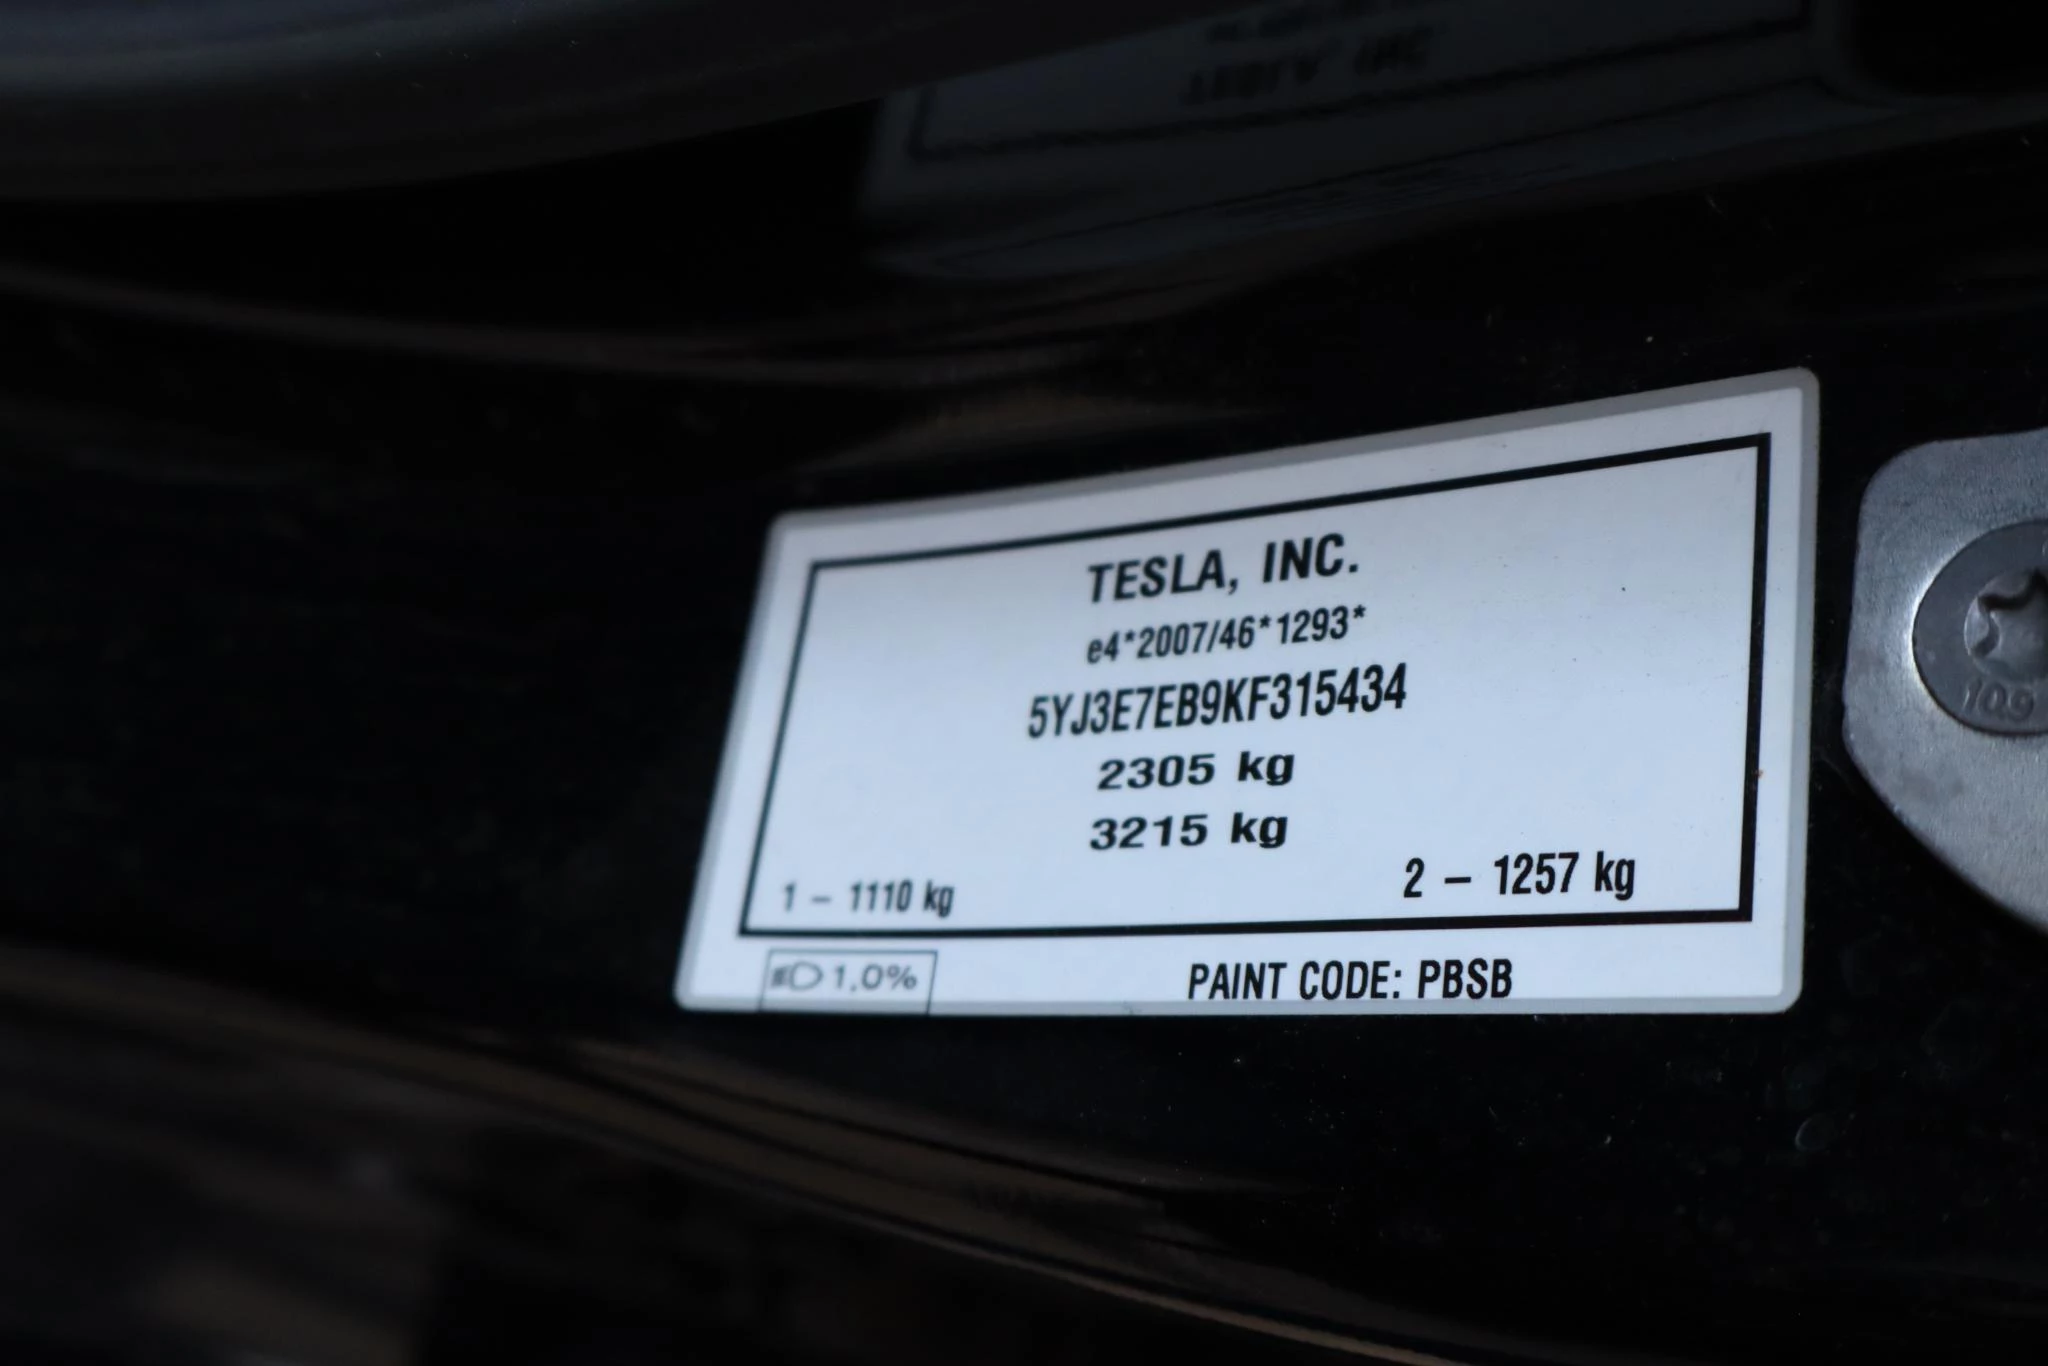 TESLA, INC.
e4*2007/46*1293*
5YJ3E7EB9KF315434
2305 kg
3215 kg
1 – 1110 kg
2 – 1257 kg
1,0%
PAINT CODE: PBSB
109